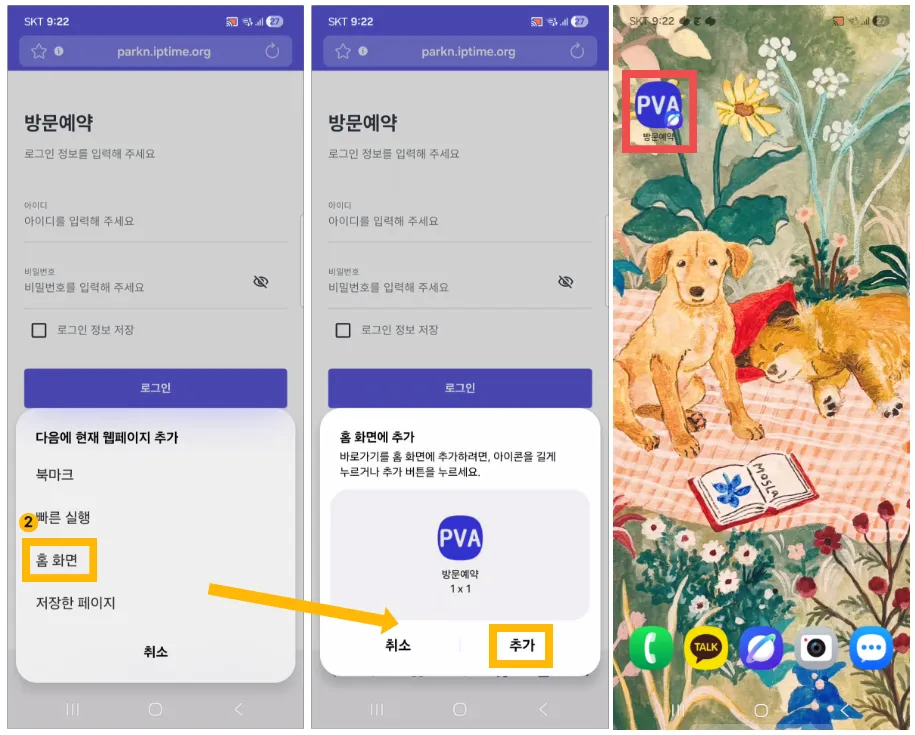 SKT 9:22
27
parkn.iptime.org
방문예약
로그인 정보를 입력해 주세요
아이디
아이디를 입력해 주세요
비밀번호
비밀번호를 입력해 주세요
로그인 정보 저장
로그인
다음에 현재 웹페이지 추가
북마크
2
빠른 실행
홈 화면
저장한 페이지
취소
SKT 9:22
27
parkn.iptime.org
방문예약
로그인 정보를 입력해 주세요
아이디
아이디를 입력해 주세요
비밀번호
비밀번호를 입력해 주세요
로그인 정보 저장
로그인
홈 화면에 추가
바로가기를 홈 화면에 추가하려면, 아이콘을 길게
누르거나 추가 버튼을 누르세요.
PVA
방문예약
1 x 1
취소
추가
SKT 9:22
27
PVA
방문예약
MOSLA
TALK